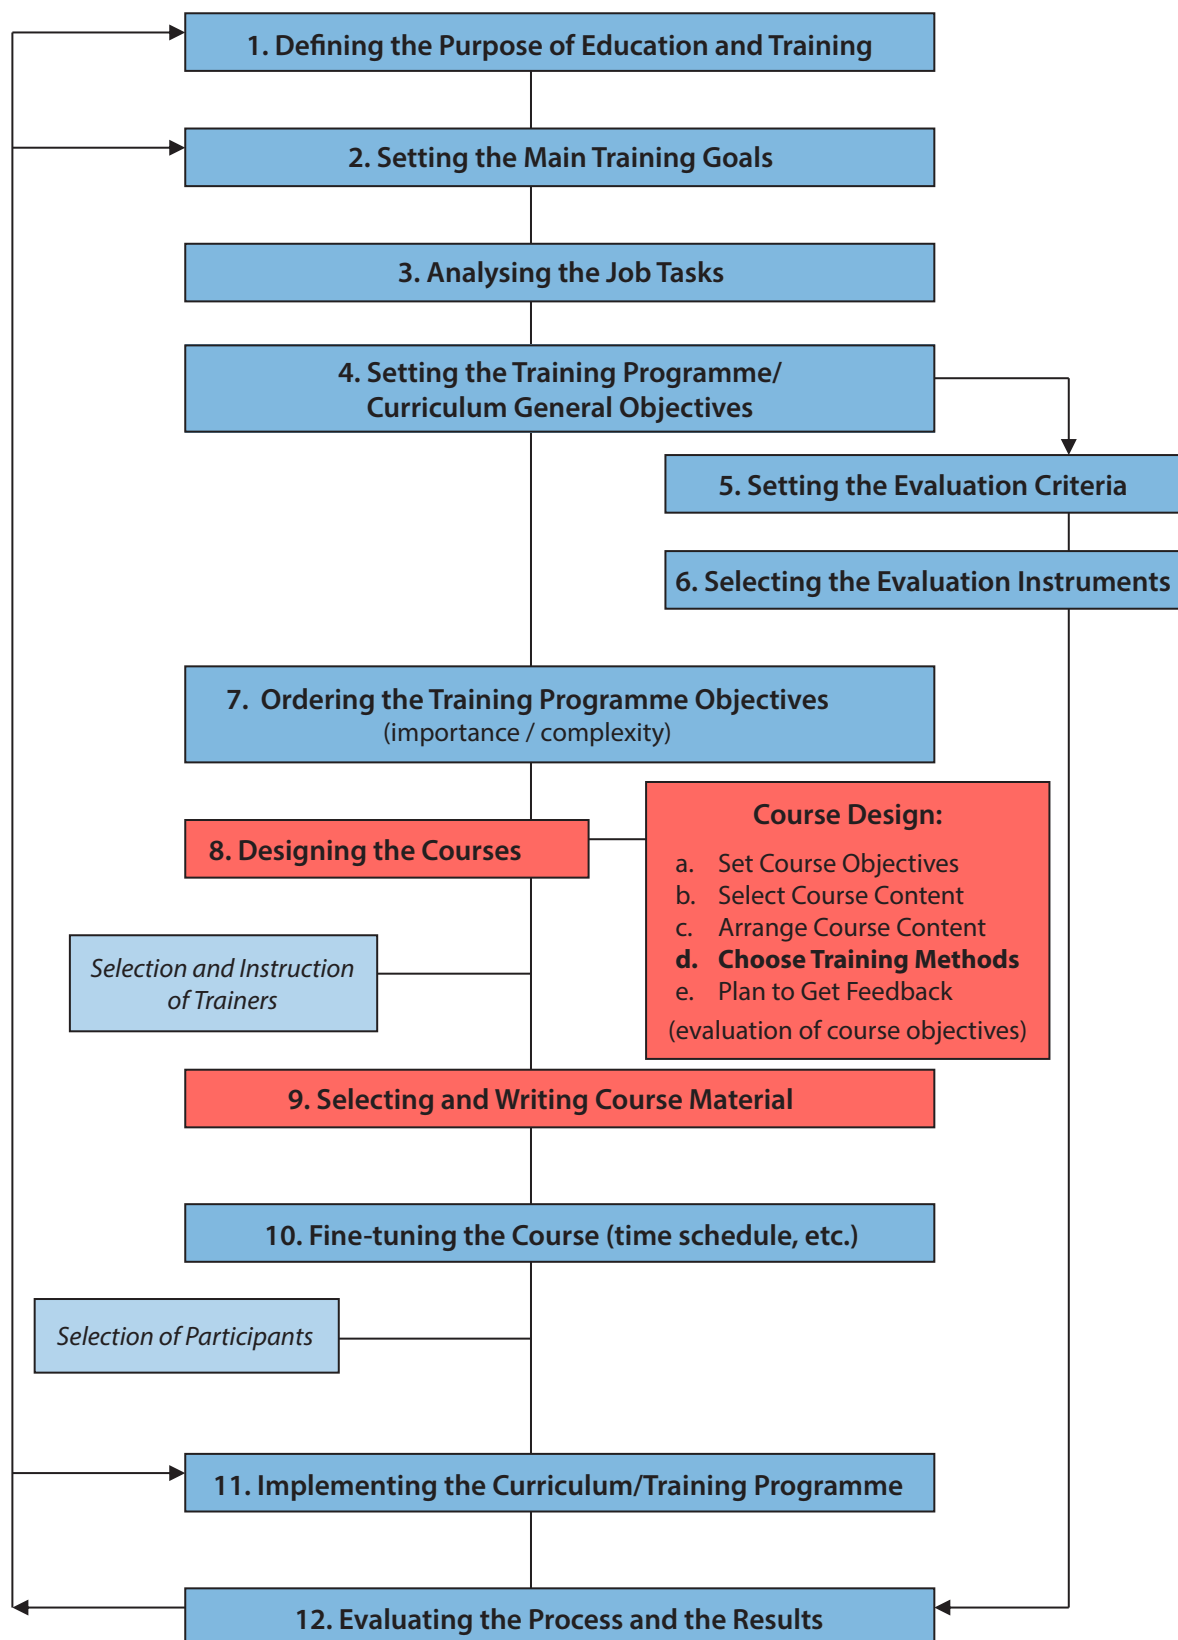 1. Defining the Purpose of Education and Training
2. Setting the Main Training Goals
3. Analysing the Job Tasks
4. Setting the Training Programme/
Curriculum General Objectives
5. Setting the Evaluation Criteria
6. Selecting the Evaluation Instruments
7. Ordering the Training Programme Objectives
(importance / complexity)
8. Designing the Courses
Course Design:
a. Set Course Objectives
b. Select Course Content
c. Arrange Course Content
d. Choose Training Methods
e. Plan to Get Feedback
(evaluation of course objectives)
Selection and Instruction
of Trainers
9. Selecting and Writing Course Material
10. Fine-tuning the Course (time schedule, etc.)
Selection of Participants
11. Implementing the Curriculum/Training Programme
12. Evaluating the Process and the Results